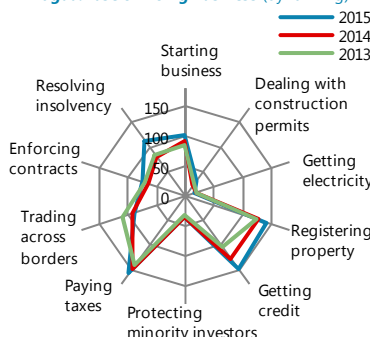 2015
2014
2013
Starting
business
Dealing with
construction
permits
Getting
electricity
Registering
property
Getting
credit
Protecting
minority investors
Paying
taxes
Trading
across
borders
Enforcing
contracts
Resolving
insolvency
150
100
50
0